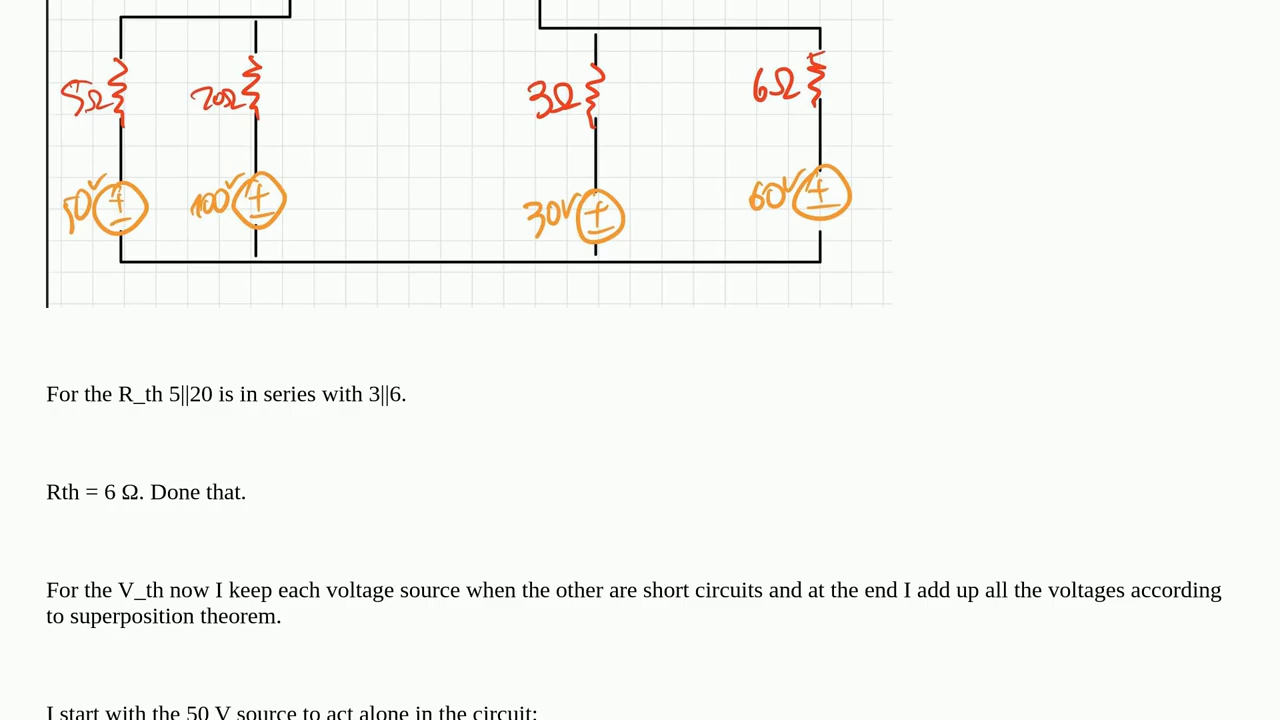 5Ω 20Ω 3Ω 6Ω
50V + - 100V + - 30V + - 60V + -
For the R_th 5||20 is in series with 3||6.
Rth = 6 Ω. Done that.
For the V_th now I keep each voltage source when the other are short circuits and at the end I add up all the voltages according
to superposition theorem.
I start with the 50 V source to act alone in the circuit: